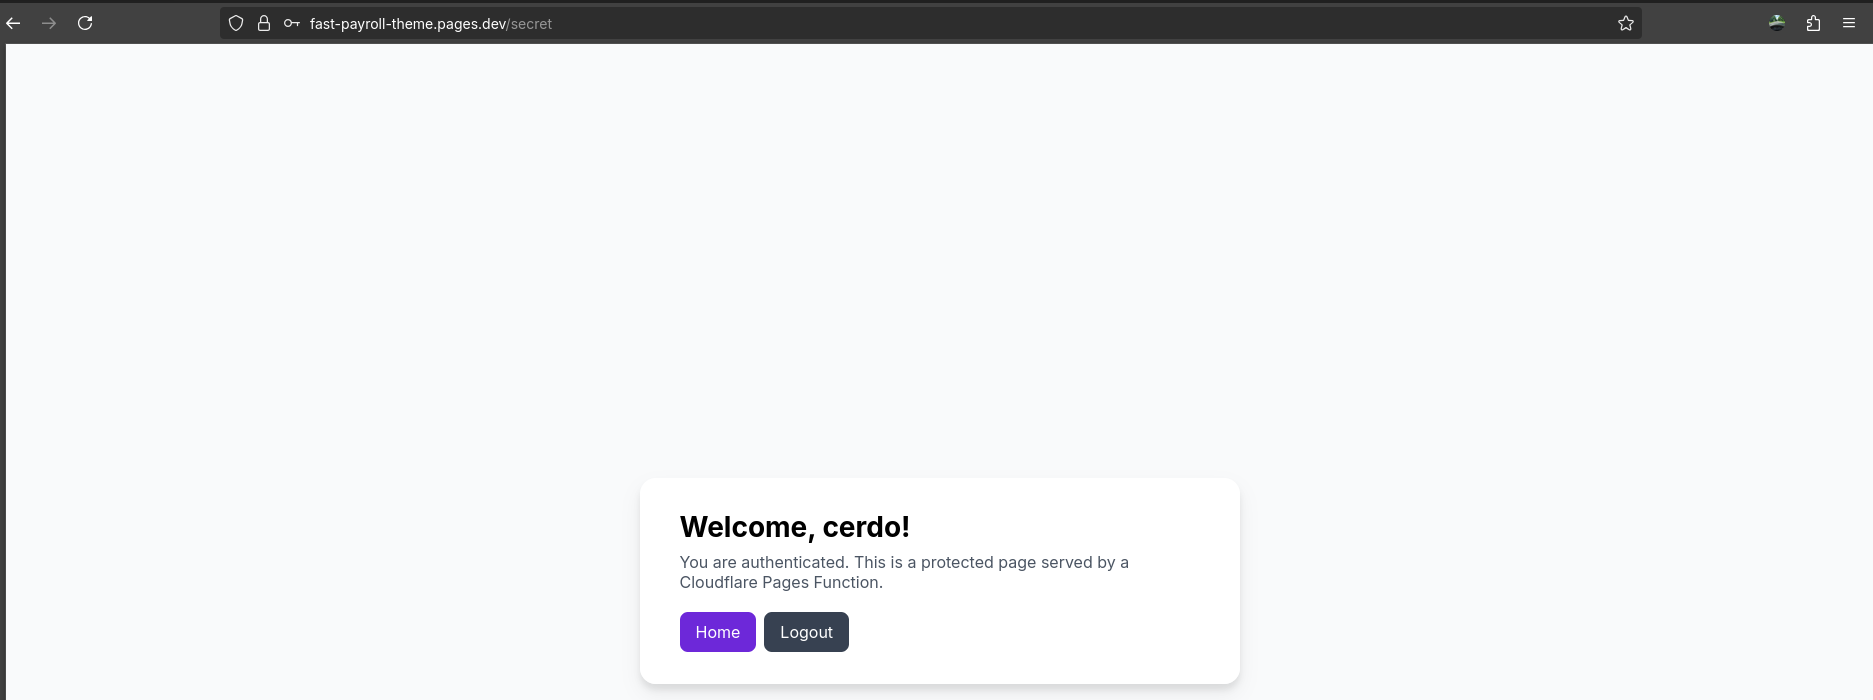 fast-payroll-theme.pages.dev/secret
Welcome, cerdo!
You are authenticated. This is a protected page served by a
Cloudflare Pages Function.
Home Logout